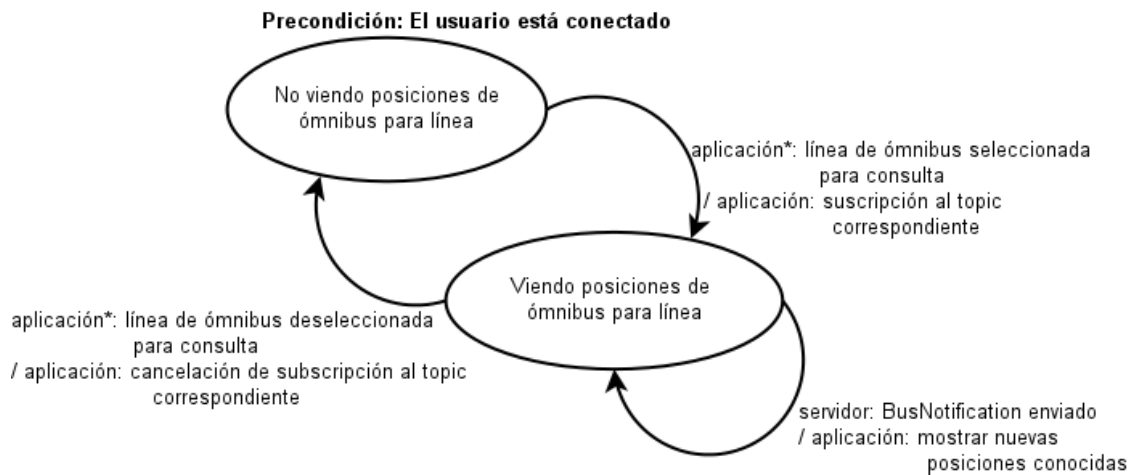 Precondición: El usuario está conectado
No viendo posiciones de
ómnibus para línea
aplicación*: línea de ómnibus seleccionada
para consulta
/ aplicación: suscripción al topic
correspondiente
Viendo posiciones de
ómnibus para línea
aplicación*: línea de ómnibus deseleccionada
para consulta
/ aplicación: cancelación de subscripción al topic
correspondiente
servidor: BusNotification enviado
/ aplicación: mostrar nuevas
posiciones conocidas